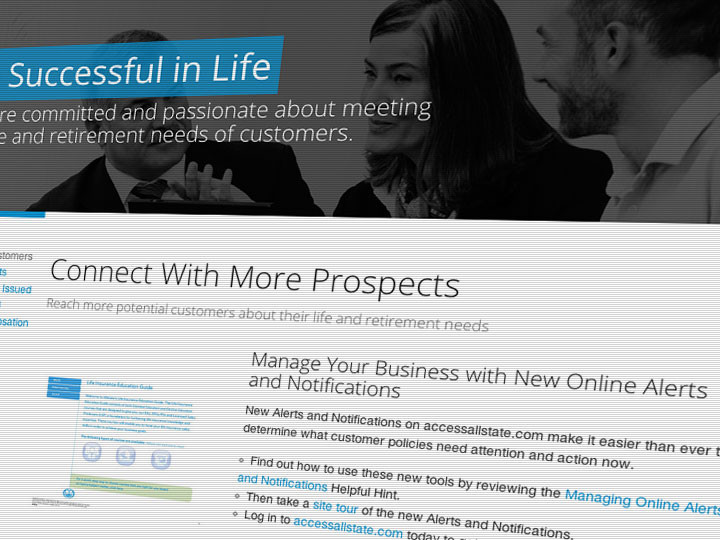 Successful in Life
re committed and passionate about meeting
e and retirement needs of customers.
stomers
ts
Issued
sation
Connect With More Prospects
Reach more potential customers about their life and retirement needs
Life Insurance Education Guide
Manage Your Business with New Online Alerts
and Notifications
New Alerts and Notifications on accessallstate.com make it easier than ever t
determine what customer policies need attention and action now.
Find out how to use these new tools by reviewing the Managing Online Alerts
and Notifications Helpful Hint.
Then take a site tour of the new Alerts and Notifications.
Log in to accessallstate.com today to